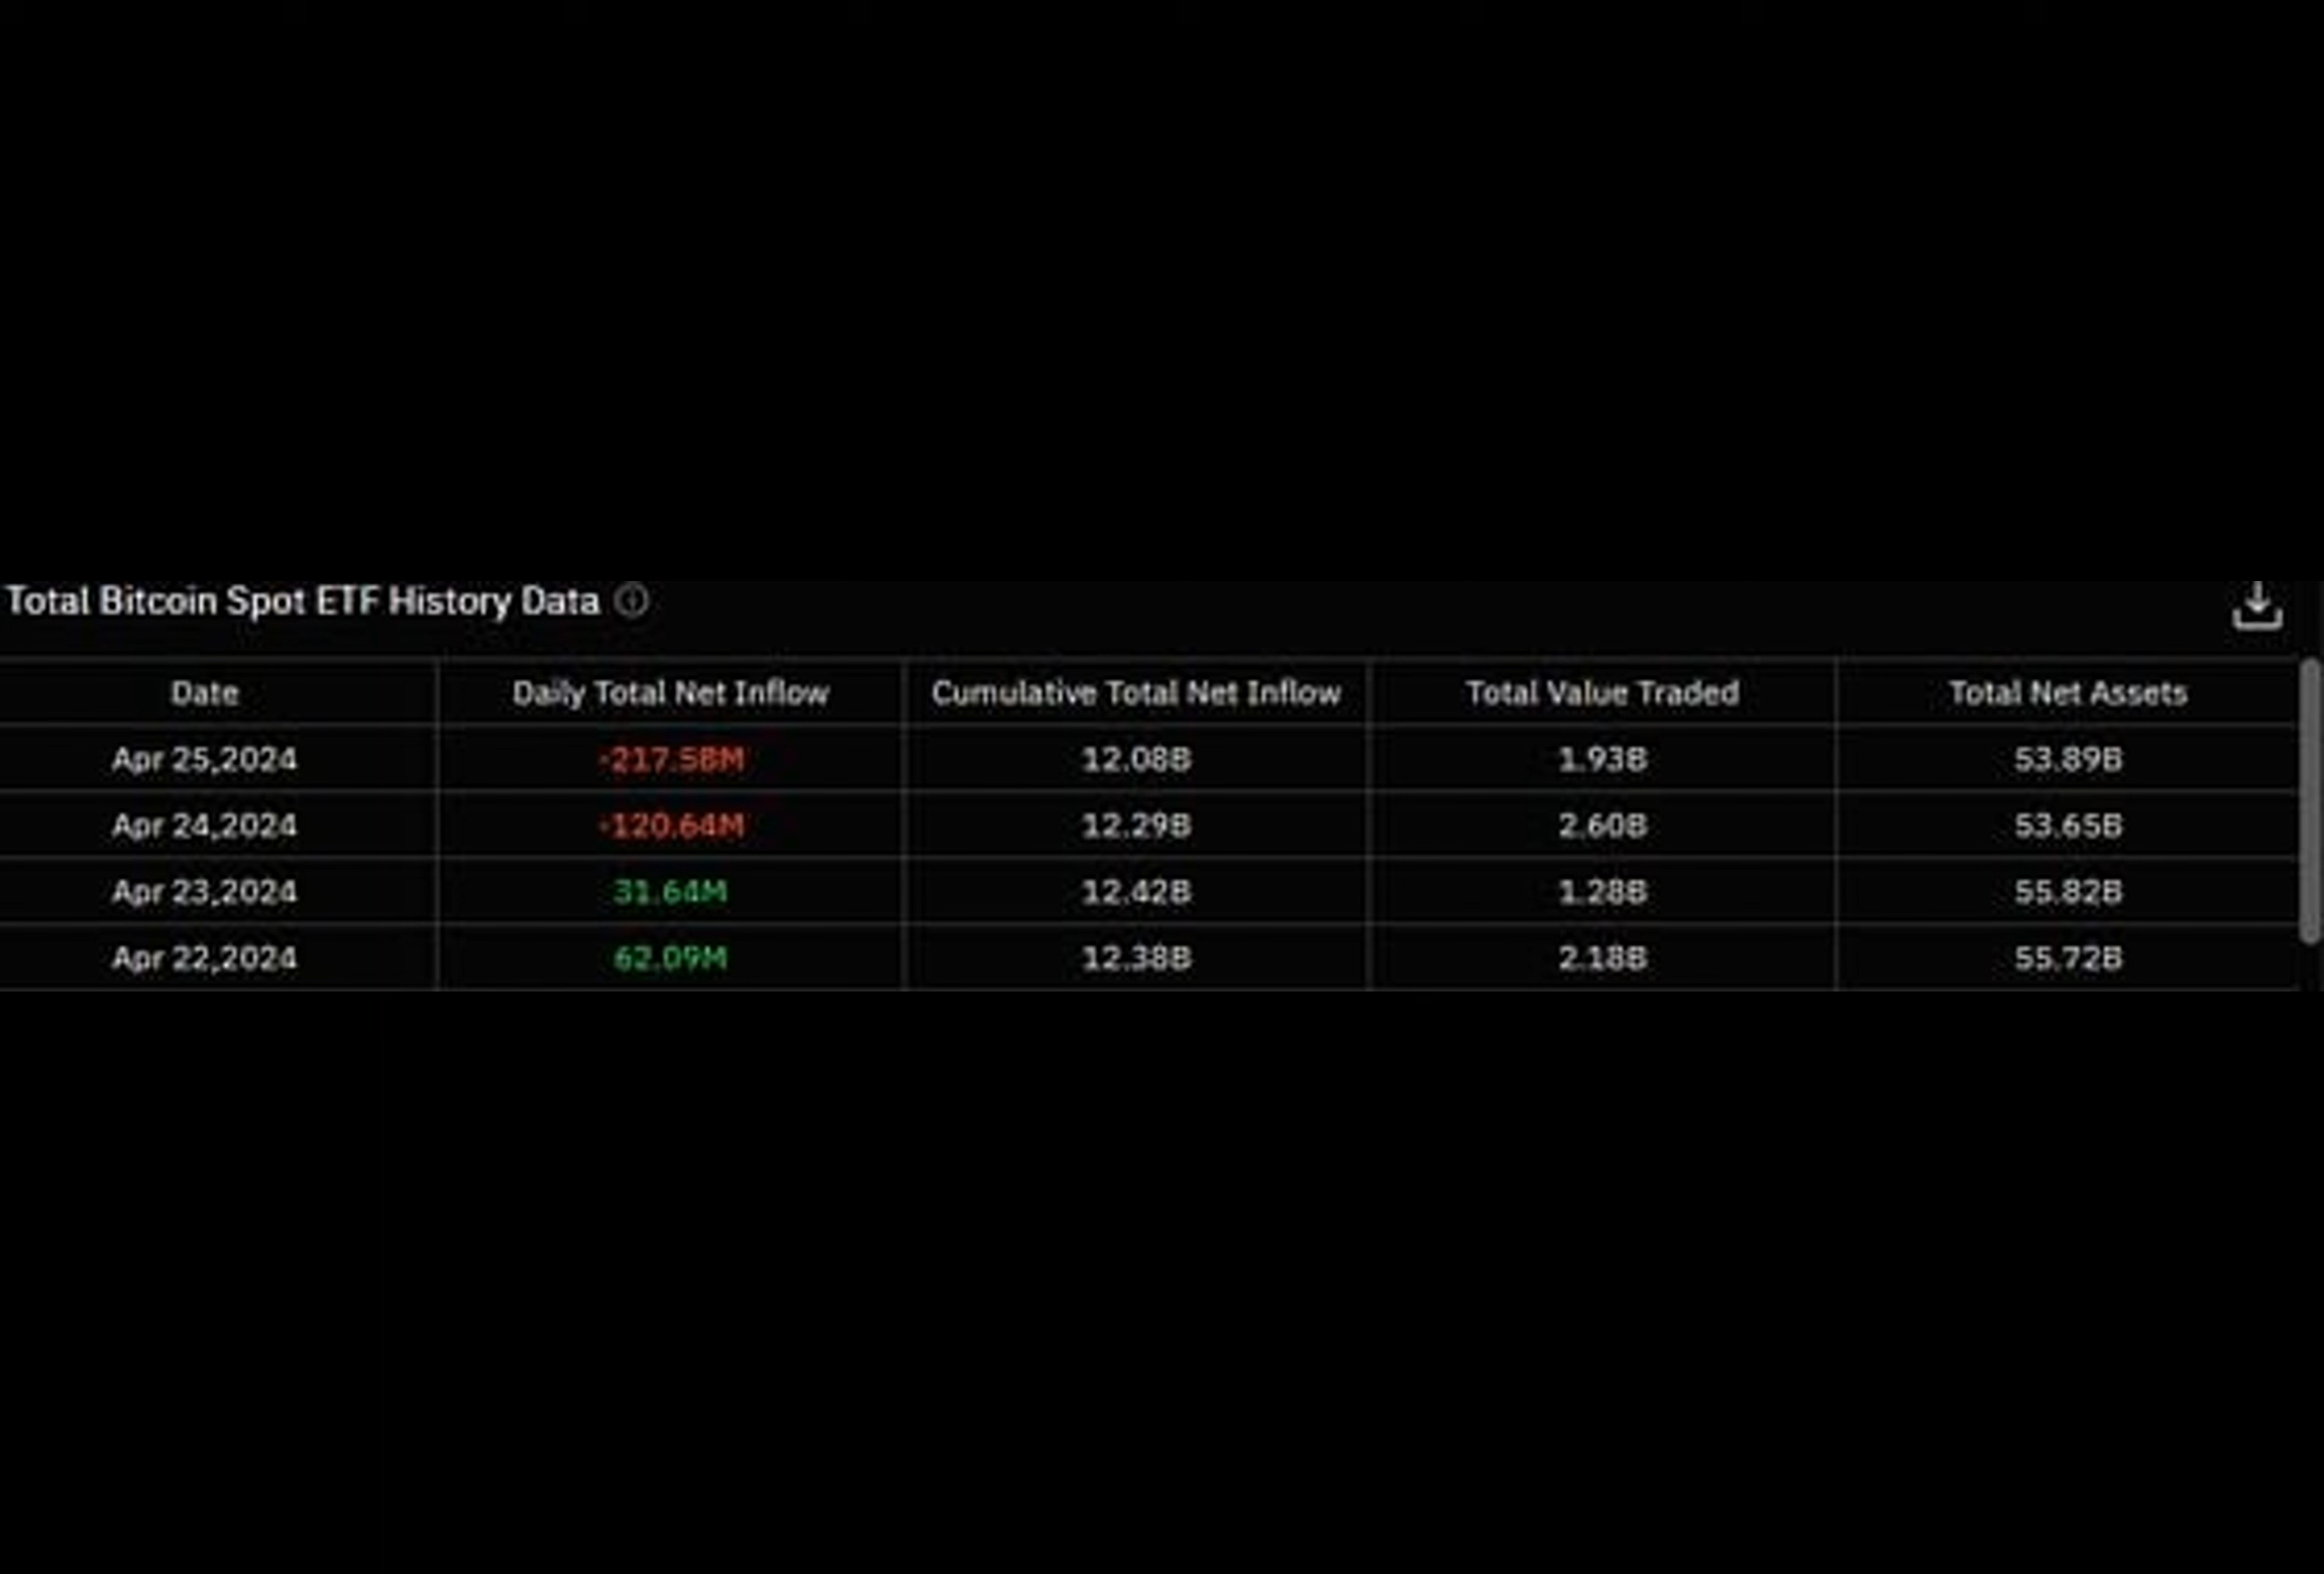 Total Bitcoin Spot ETF History Data
Date Daily Total Net Inflow Cumulative Total Net Inflow Total Value Traded Total Net Assets
Apr 25,2024 -217.58M 12.08B 1.93B 53.89B
Apr 24,2024 -120.64M 12.29B 2.60B 53.65B
Apr 23,2024 31.64M 12.42B 1.28B 55.82B
Apr 22,2024 62.09M 12.38B 2.18B 55.72B